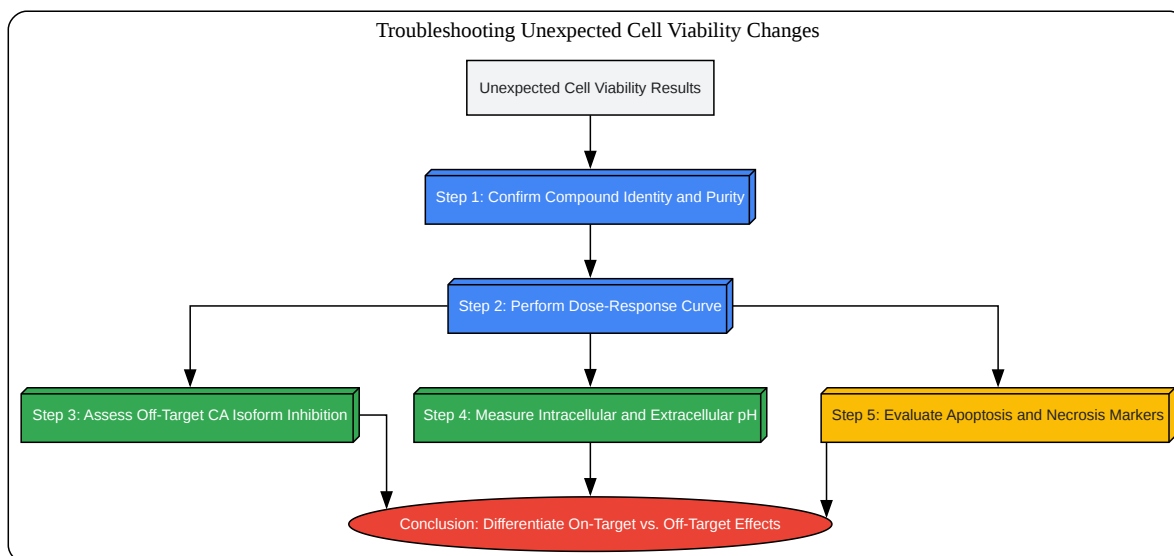 Troubleshooting Unexpected Cell Viability Changes
Unexpected Cell Viability Results
Step 1: Confirm Compound Identity and Purity
Step 2: Perform Dose-Response Curve
Step 3: Assess Off-Target CA Isoform Inhibition
Step 4: Measure Intracellular and Extracellular pH
Step 5: Evaluate Apoptosis and Necrosis Markers
Conclusion: Differentiate On-Target vs. Off-Target Effects